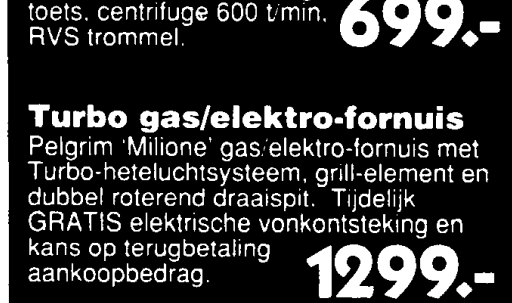 toets, centrifuge 600 t/min,
RVS trommel.
699.-
Turbo gas/elektro-fornuis
Pelgrim 'Milione' gas/elektro-fornuis met
Turbo-heteluchtsysteem, grill-element en
dubbel roterend draaispit. Tijdelijk
GRATIS elektrische vonkontsteking en
kans op terugbetaling
aankoopbedrag.
1299.-